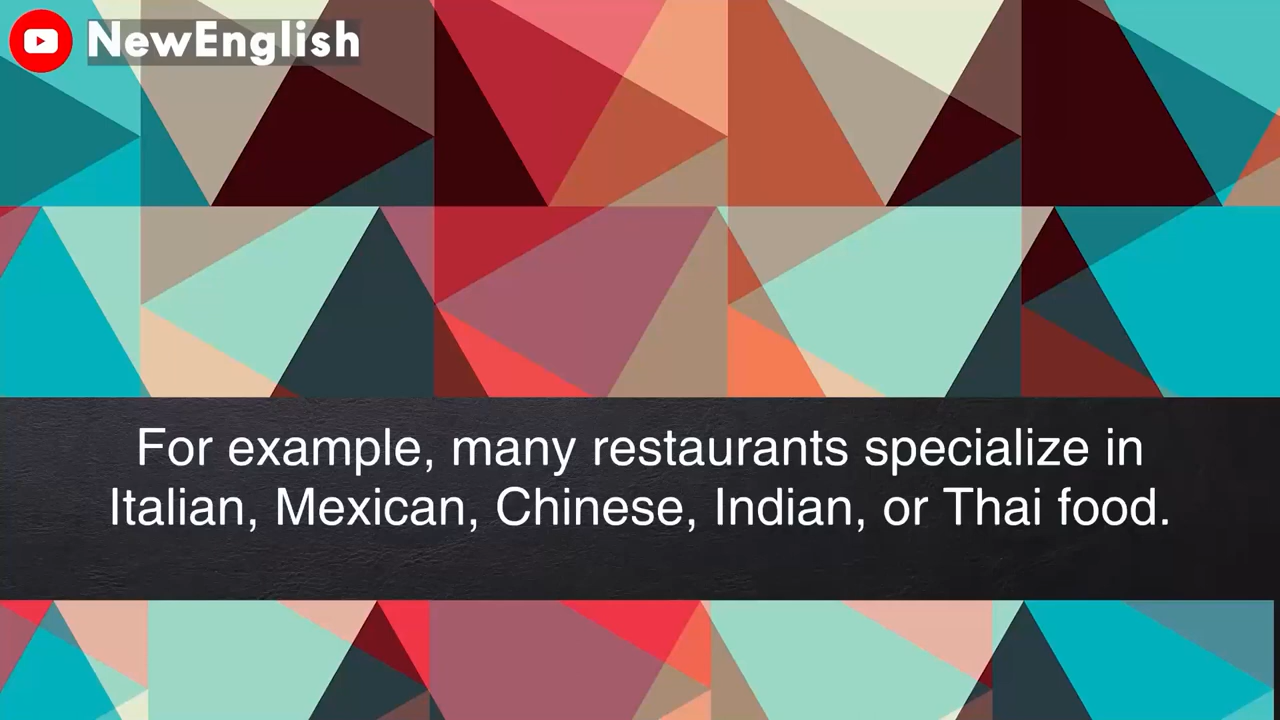 NewEnglish
For example, many restaurants specialize in
Italian, Mexican, Chinese, Indian, or Thai food.